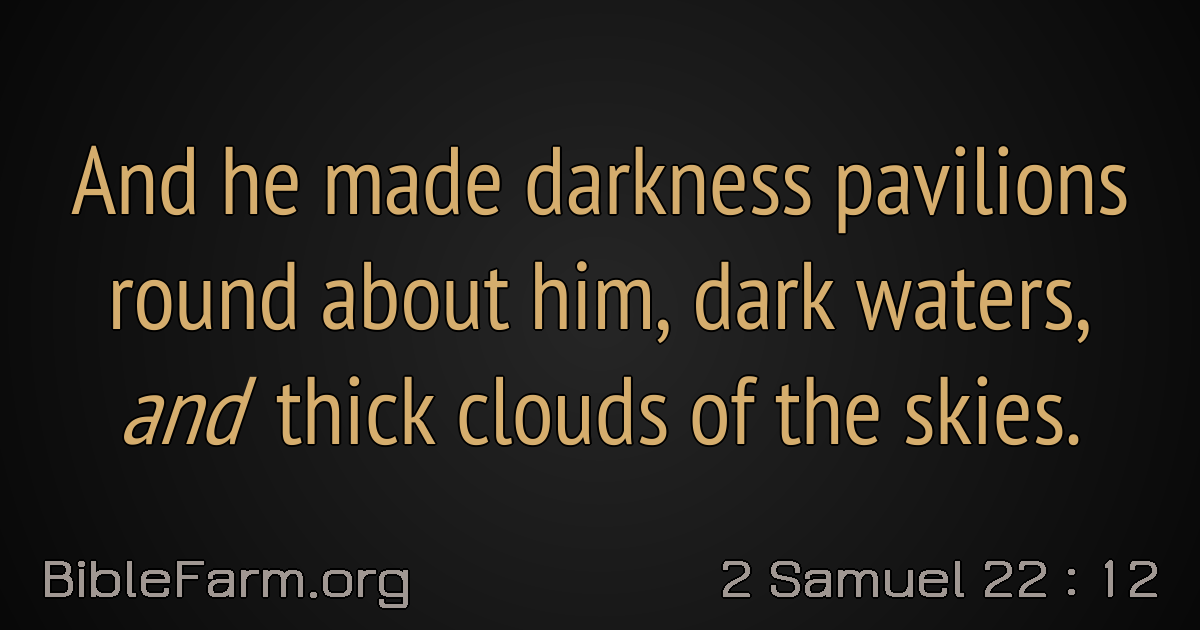 And he made darkness pavilions
round about him, dark waters,
and thick clouds of the skies.
BibleFarm.org
2 Samuel 22 : 12